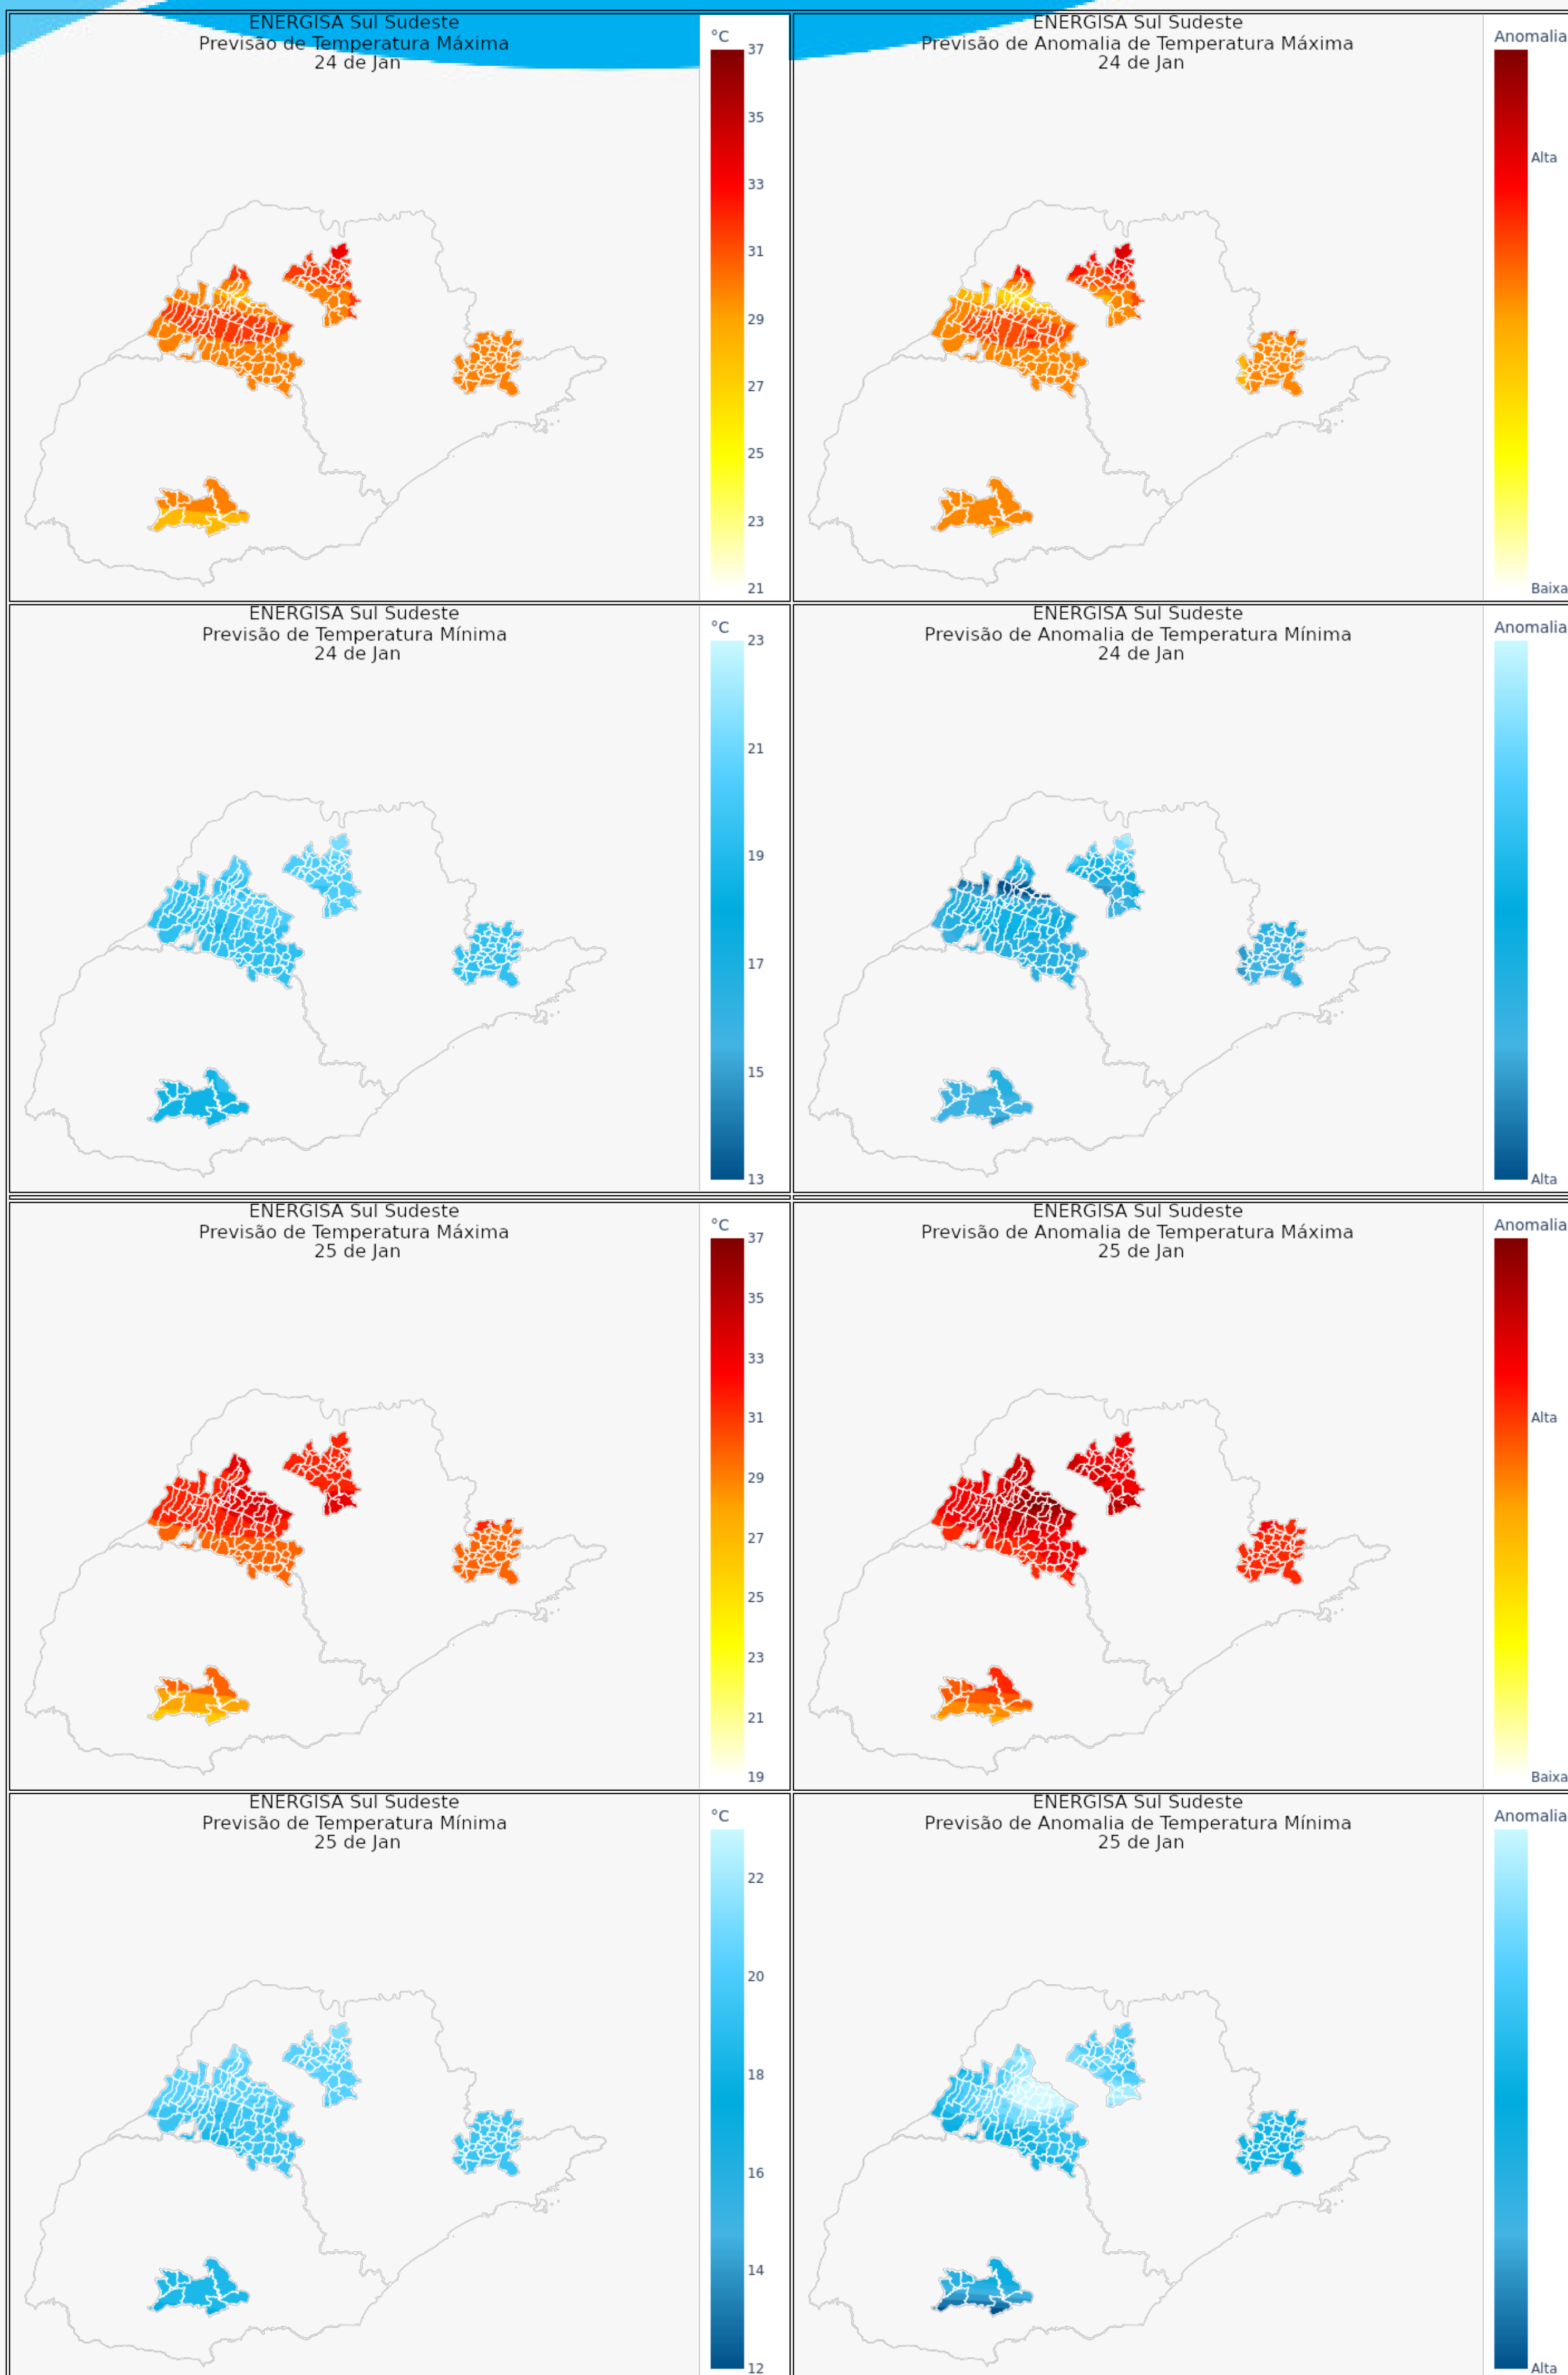 ENERGISA Sul Sudeste
Previsão de Temperatura Máxima
24 de Jan
°C
37
35
33
31
29
27
25
23
21
ENERGISA Sul Sudeste
Previsão de Anomalia de Temperatura Máxima
24 de Jan
Anomalia
Alta
Baixa
ENERGISA Sul Sudeste
Previsão de Temperatura Mínima
24 de Jan
°C
23
21
19
17
15
13
ENERGISA Sul Sudeste
Previsão de Anomalia de Temperatura Mínima
24 de Jan
Anomalia
Alta
ENERGISA Sul Sudeste
Previsão de Temperatura Máxima
25 de Jan
°C
37
35
33
31
29
27
25
23
21
19
ENERGISA Sul Sudeste
Previsão de Anomalia de Temperatura Máxima
25 de Jan
Anomalia
Alta
Baixa
ENERGISA Sul Sudeste
Previsão de Temperatura Mínima
25 de Jan
°C
22
20
18
16
14
12
ENERGISA Sul Sudeste
Previsão de Anomalia de Temperatura Mínima
25 de Jan
Anomalia
Alta